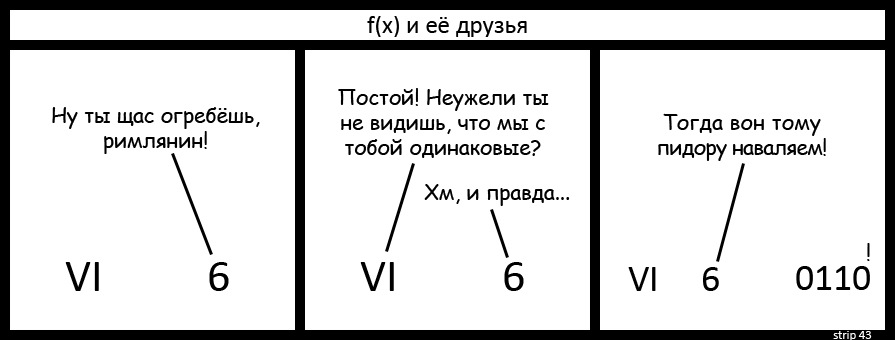 f(x) и её друзья
Ну ты щас огребёшь,
римлянин!
VI
6
Постой! Неужели ты
не видишь, что мы с
тобой одинаковые?
Хм, и правда...
VI
6
Тогда вон тому
пидору наваляем!
!
VI
6
0110
strip 43